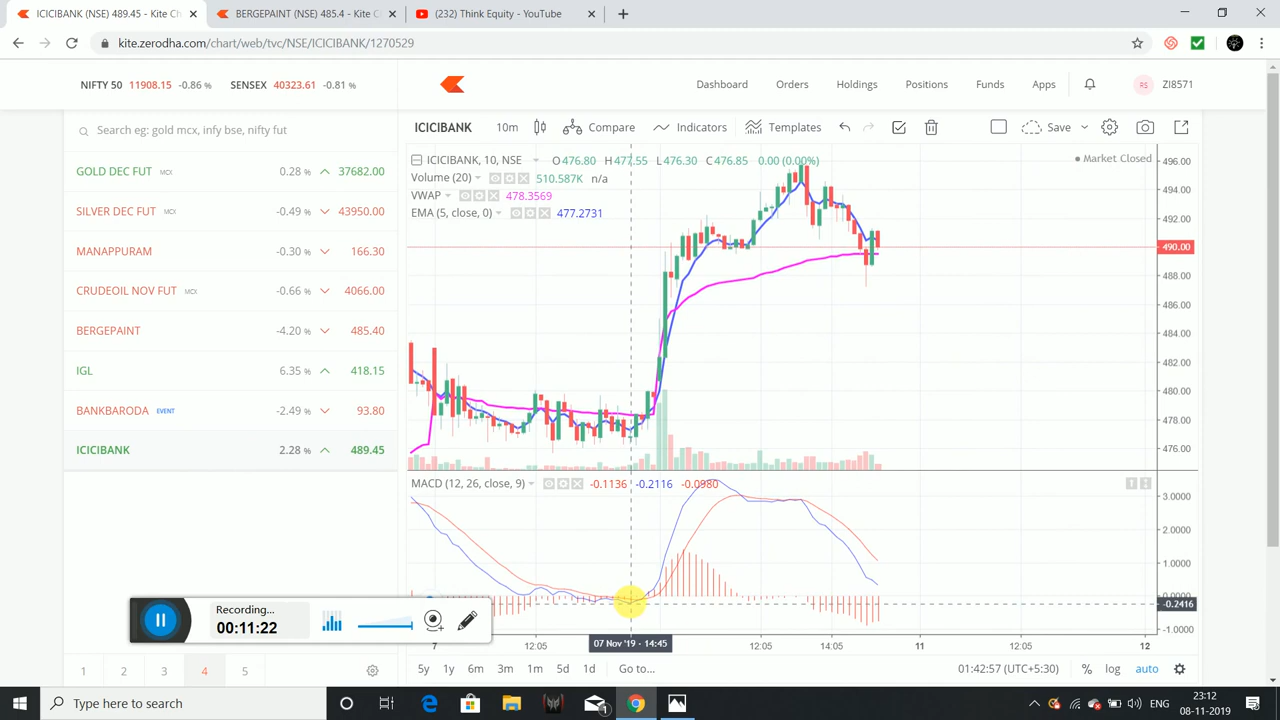 ICICIBANK (NSE) 489.45 - Kite Ch
BERGEPAINT (NSE) 485.4 - Kite C
(232) Think Equity - YouTube
kite.zerodha.com/chart/web/tvc/NSE/ICICIBANK/1270529
NIFTY 50 11908.15 -0.86 % SENSEX 40323.61 -0.81 %
Dashboard Orders Holdings Positions Funds Apps RS ZI8571
Search eg: gold mcx, infy bse, nifty fut
GOLD DEC FUT MCX 0.28 % 37682.00
SILVER DEC FUT MCX -0.49 % 43950.00
MANAPPURAM -0.30 % 166.30
CRUDEOIL NOV FUT MCX -0.66 % 4066.00
BERGEPAINT -4.20 % 485.40
IGL 6.35 % 418.15
BANKBARODA EVENT -2.49 % 93.80
ICICIBANK 2.28 % 489.45
1 2 3 4 5
ICICIBANK 10m Compare Indicators Templates Save
ICICIBANK, 10, NSE O476.80 H477.55 L476.30 C476.85 0.00 (0.00%)
Market Closed
Volume (20) 510.587K n/a
VWAP 478.3569
EMA (5, close, 0) 477.2731
496.00
494.00
492.00
490.00
488.00
486.00
484.00
482.00
480.00
478.00
476.00
MACD (12, 26, close, 9) -0.1136 -0.2116 -0.0980
3.0000
2.0000
1.0000
0.0000
-0.2416
-1.0000
7 12:05 07 Nov '19 - 14:45 12:05 14:05 11 12:05 12
5y 1y 6m 3m 1m 5d 1d Go to... 01:42:57 (UTC+5:30) % log auto
Recording...
00:11:22
Type here to search
1
ENG
23:12
08-11-2019